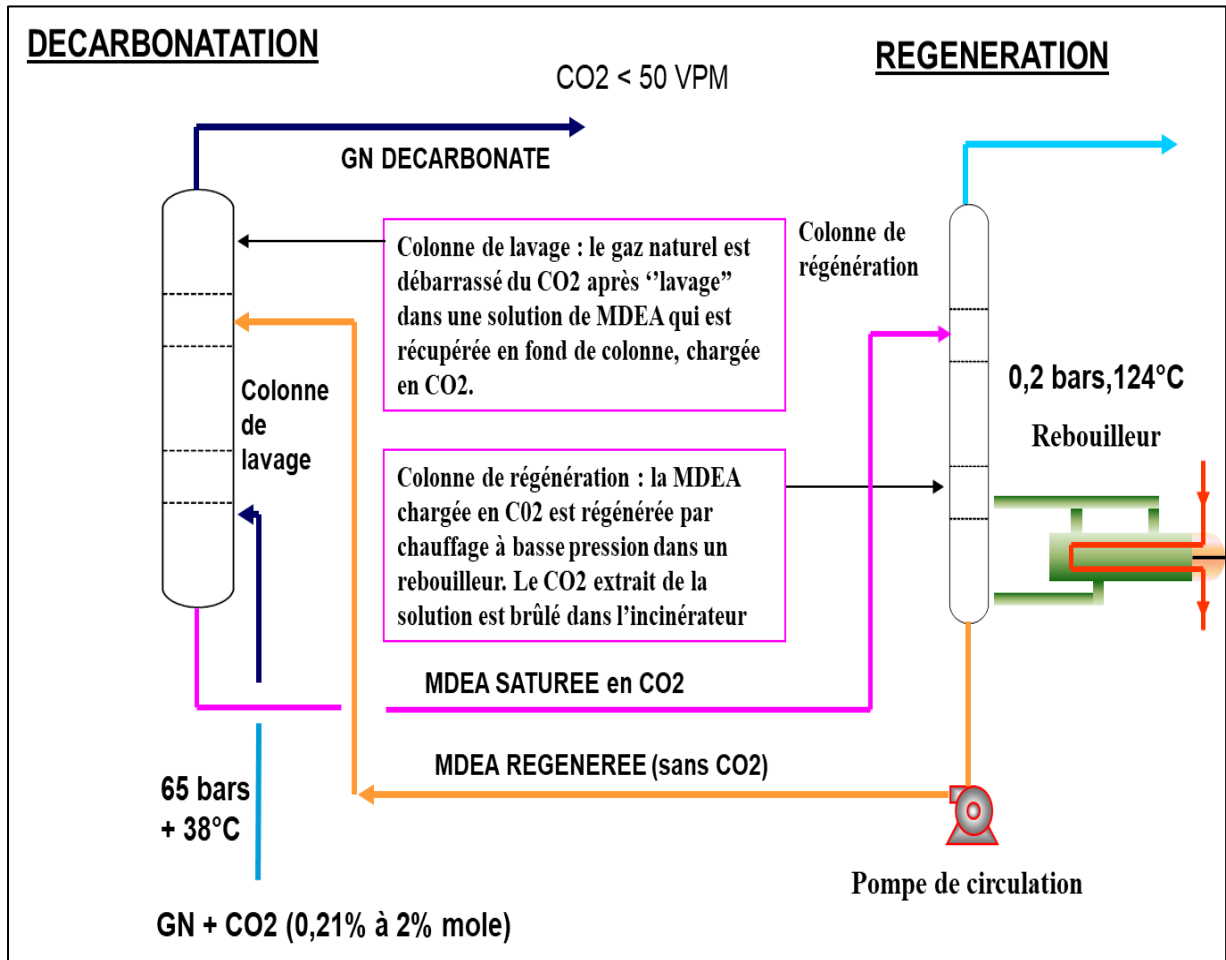 DECARBONATATION
CO2 < 50 VPM
REGENERATION
GN DECARBONATE
Colonne de lavage : le gaz naturel est
débarrassé du CO2 après ‘’lavage”
dans une solution de MDEA qui est
récupérée en fond de colonne, chargée
en CO2.
Colonne de
régénération
Colonne
de
lavage
0,2 bars,124°C
Rebouilleur
Colonne de régénération : la MDEA
chargée en C02 est régénérée par
chauffage à basse pression dans un
rebouilleur. Le CO2 extrait de la
solution est brûlé dans l’incinérateur
MDEA SATUREE en CO2
MDEA REGENEREE (sans CO2)
65 bars
+ 38°C
Pompe de circulation
GN + CO2 (0,21% à 2% mole)